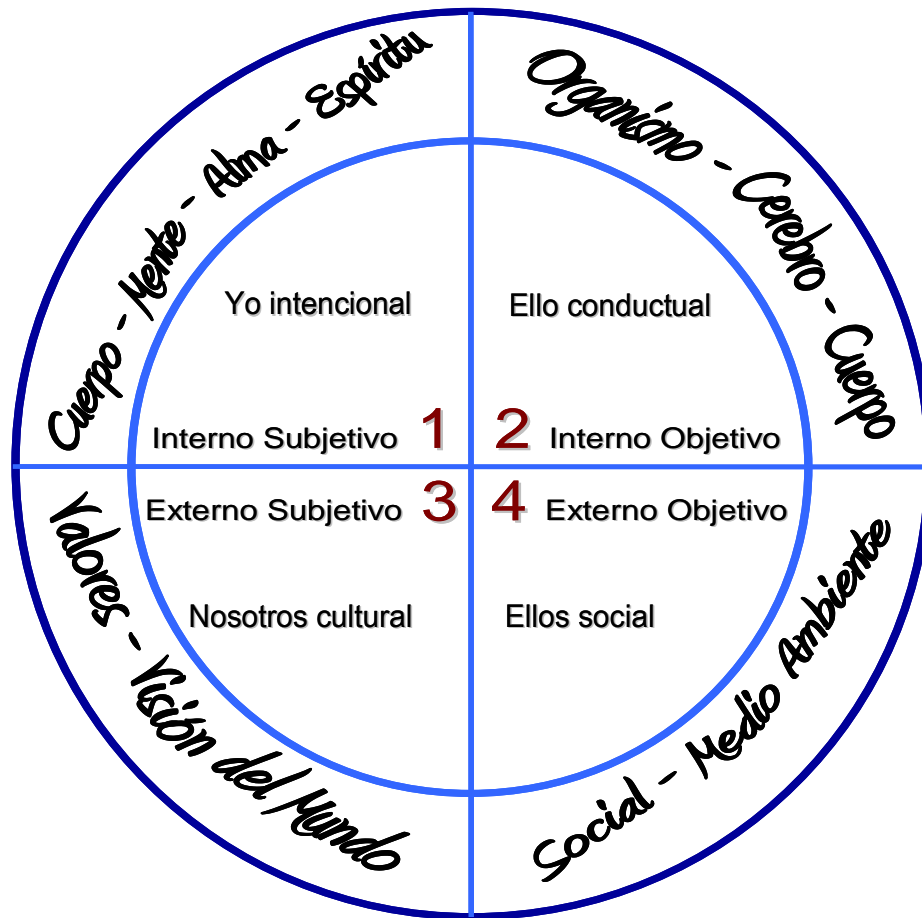 Cuerpo - Mente - Alma - Espíritu
Organismo - Cerebro - Cuerpo
Yo intencional
Ello conductual
Interno Subjetivo 1
2 Interno Objetivo
Externo Subjetivo 3
4 Externo Objetivo
Nosotros cultural
Ellos social
Valores - Visión del Mundo
Social - Medio Ambiente